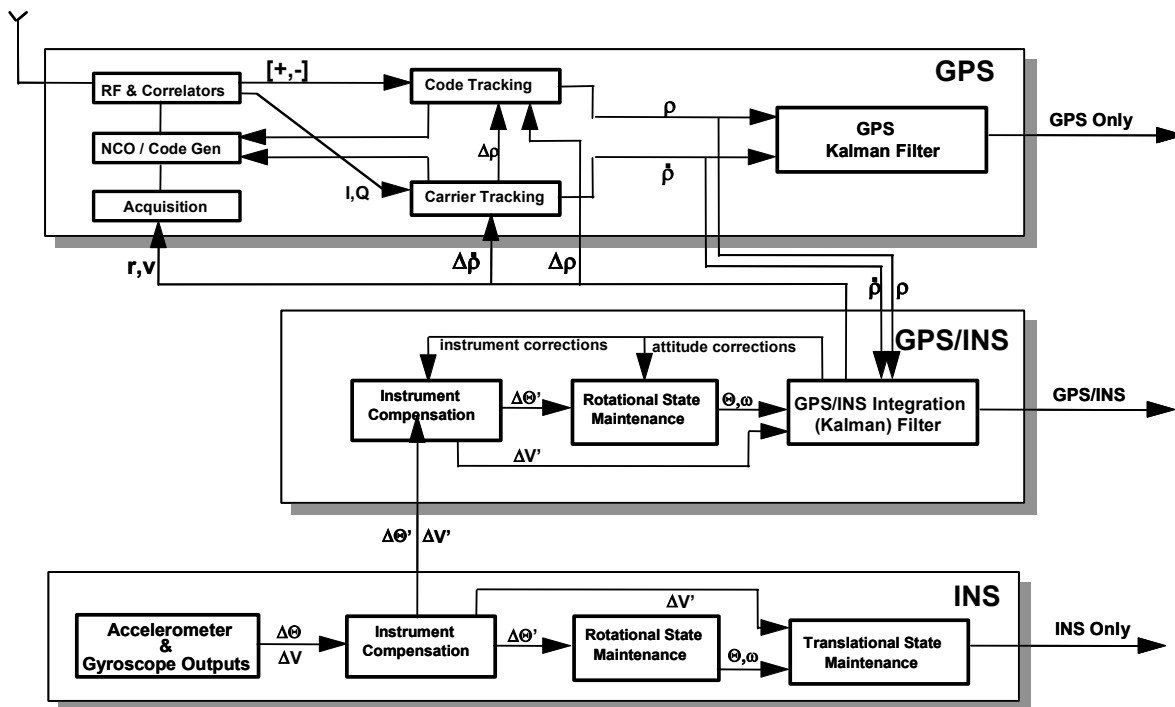 GPS
RF & Correlators
[+,-]
Code Tracking
ρ
GPS
Kalman Filter
GPS Only
NCO / Code Gen
Δρ
ρ̇
Acquisition
I,Q
Carrier Tracking
r,v
Δρ̇
Δρ
ρ̇
ρ
GPS/INS
instrument corrections
attitude corrections
Instrument
Compensation
ΔΘ’
Rotational State
Maintenance
Θ,ω
GPS/INS Integration
(Kalman) Filter
GPS/INS
ΔV’
ΔΘ’
ΔV’
INS
ΔV’
Accelerometer
&
Gyroscope Outputs
ΔΘ
ΔV
Instrument
Compensation
ΔΘ’
Rotational State
Maintenance
Θ,ω
Translational State
Maintenance
INS Only